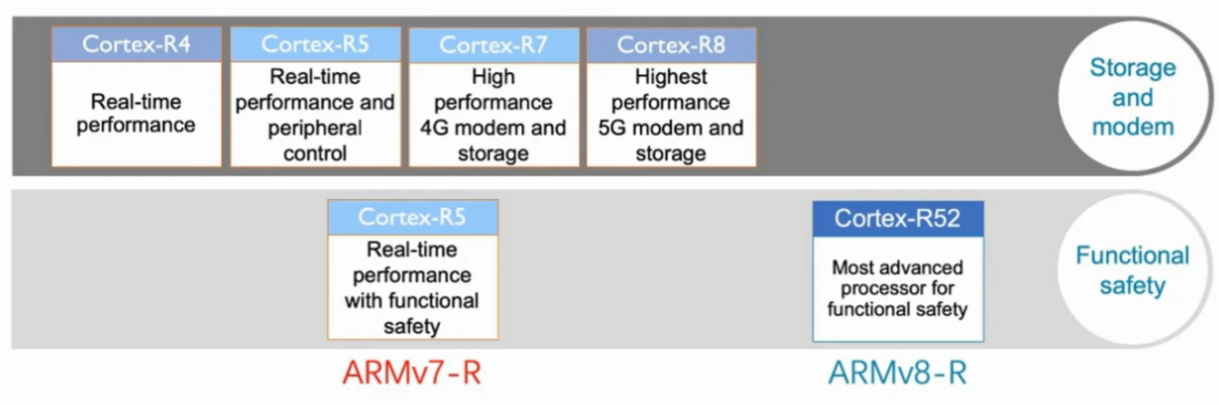 Cortex-R4
Real-time
performance
Cortex-R5
Real-time
performance and
peripheral
control
Cortex-R7
High
performance
4G modem and
storage
Cortex-R8
Highest
performance
5G modem and
storage
Storage
and
modem
Cortex-R5
Real-time
performance
with functional
safety
Cortex-R52
Most advanced
processor for
functional safety
Functional
safety
ARMv7-R
ARMv8-R